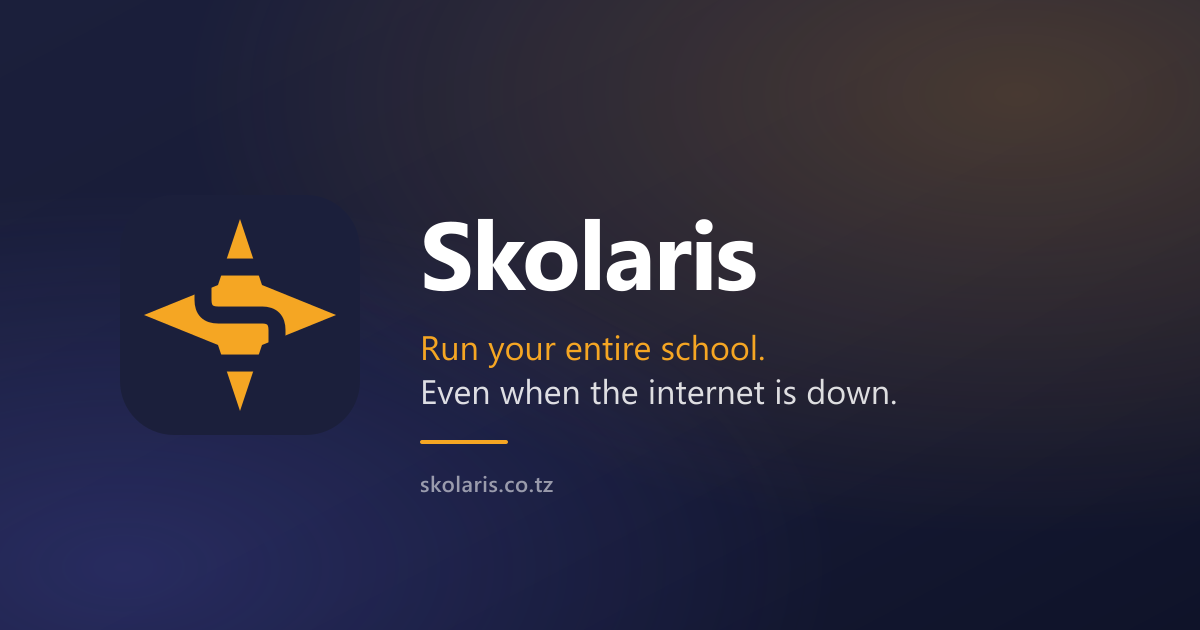 Skolaris
Run your entire school.
Even when the internet is down.
skolaris.co.tz